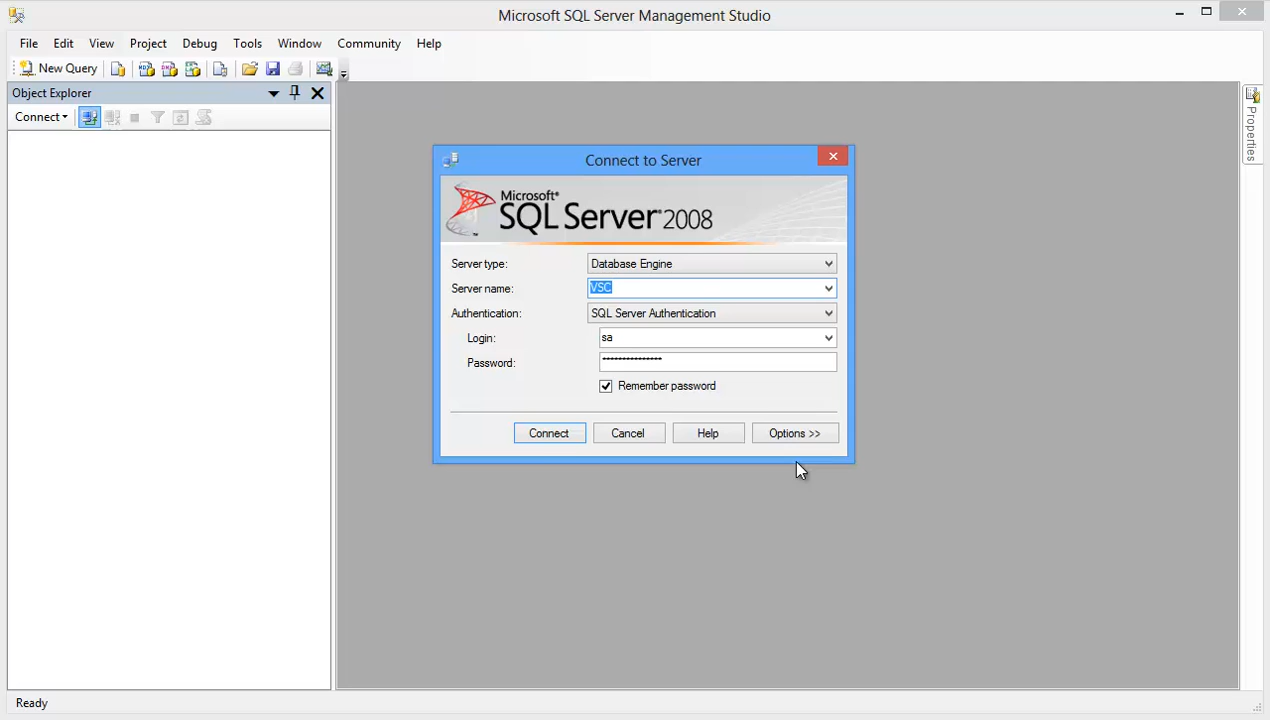 Microsoft SQL Server Management Studio
File Edit View Project Debug Tools Window Community Help
New Query
Object Explorer
Connect
Properties
Connect to Server
Microsoft®
SQL Server® 2008
Server type: Database Engine
Server name: VSC
Authentication: SQL Server Authentication
Login: sa
Password: ***************
Remember password
Connect Cancel Help Options >>
Ready